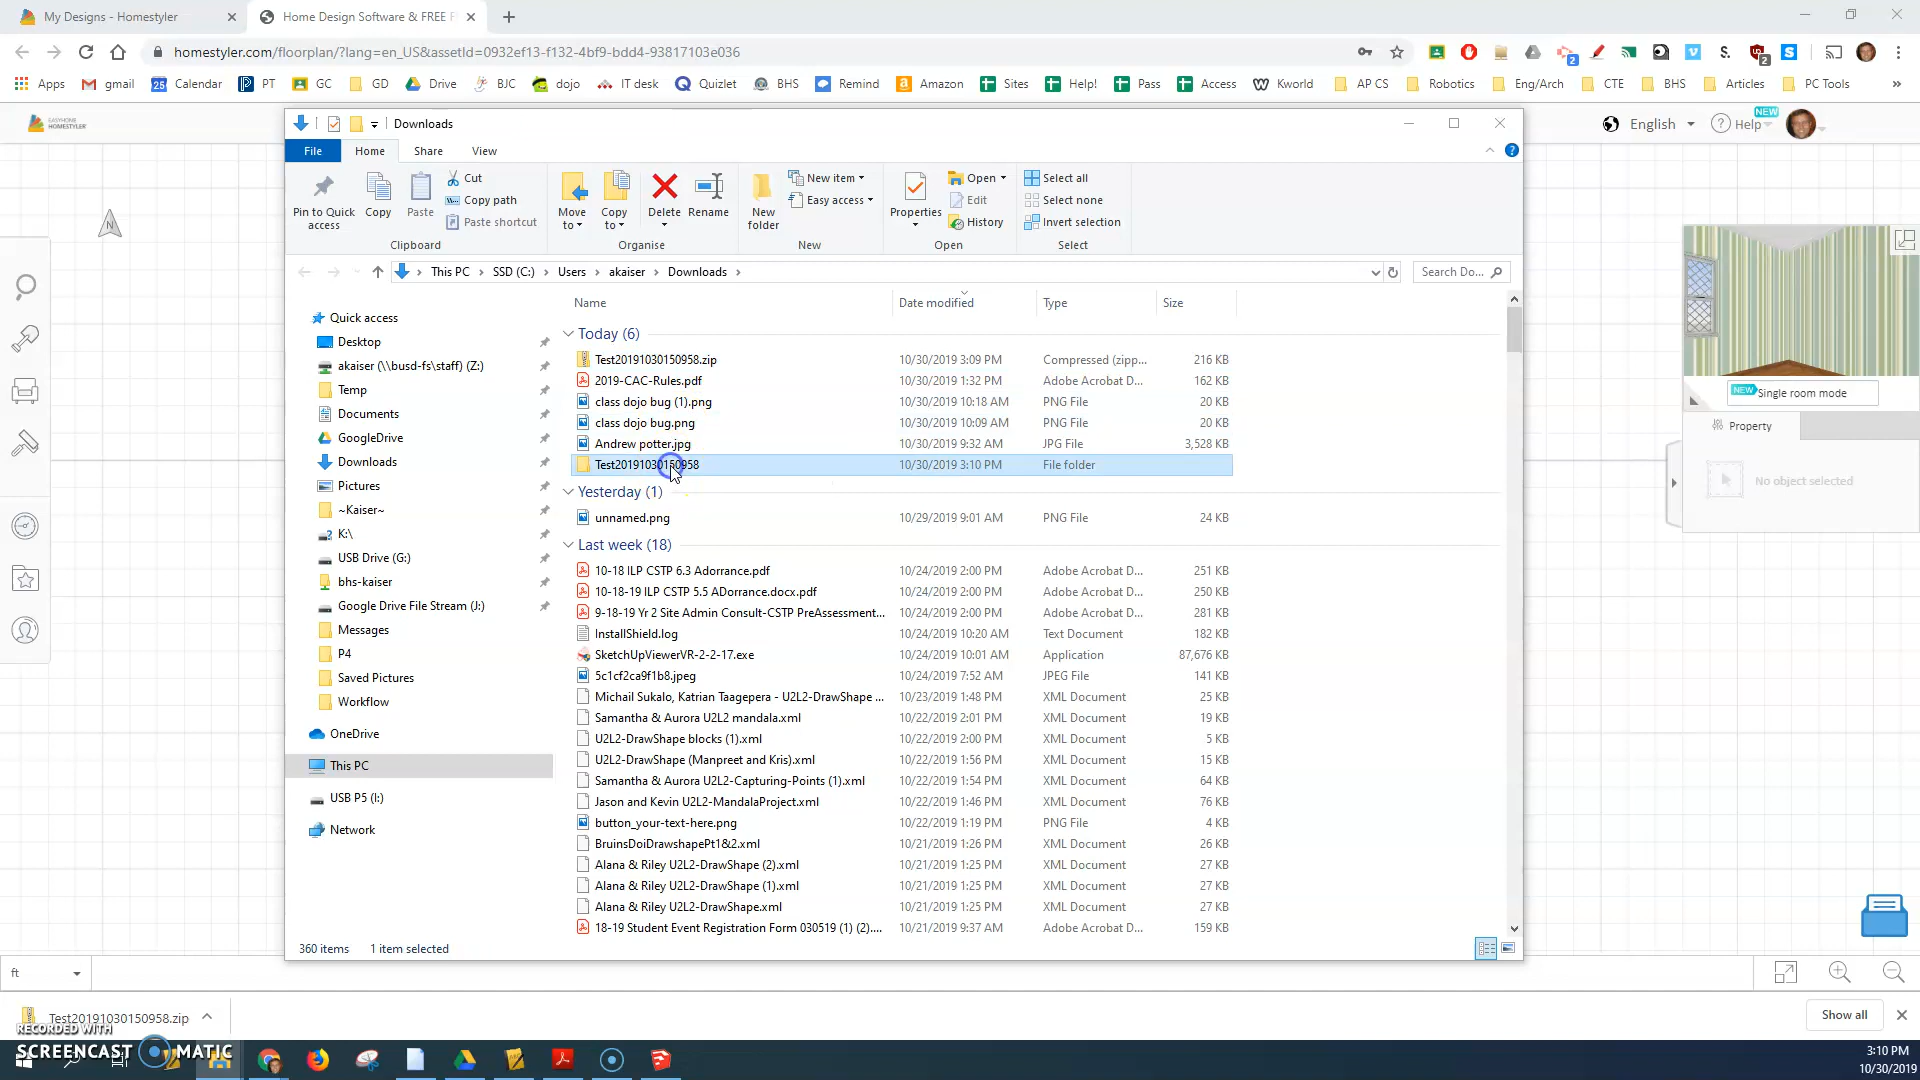 My Designs - Homestyler
Home Design Software & FREE F
homestyler.com/floorplan/?lang=en_US&assetId=0932ef13-f132-4bf9-bdd4-93817103e036
Apps gmail Calendar PT GC GD Drive BJC dojo IT desk Quizlet BHS Remind Amazon Sites Help! Pass Access Kworld AP CS Robotics Eng/Arch CTE BHS Articles PC Tools »
EASYHOME
HOMESTYLER
English Help NEW
Downloads
File Home Share View
Pin to Quick access
Copy
Paste
Cut
Copy path
Paste shortcut
Clipboard
Move to
Copy to
Delete
Rename
Organise
New folder
New item
Easy access
New
Properties
Open
Edit
History
Open
Select all
Select none
Invert selection
Select
This PC > SSD (C:) > Users > akaiser > Downloads >
Search Do...
Name Date modified Type Size
Quick access
Desktop
akaiser (\\busd-fs\staff) (Z:)
Temp
Documents
GoogleDrive
Downloads
Pictures
~Kaiser~
K:\
USB Drive (G:)
bhs-kaiser
Google Drive File Stream (J:)
Messages
P4
Saved Pictures
Workflow
OneDrive
This PC
USB P5 (I:)
Network
Today (6)
Test20191030150958.zip 10/30/2019 3:09 PM Compressed (zipp... 216 KB
2019-CAC-Rules.pdf 10/30/2019 1:32 PM Adobe Acrobat D... 162 KB
class dojo bug (1).png 10/30/2019 10:18 AM PNG File 20 KB
class dojo bug.png 10/30/2019 10:09 AM PNG File 20 KB
Andrew potter.jpg 10/30/2019 9:32 AM JPG File 3,528 KB
Test20191030150958 10/30/2019 3:10 PM File folder
Yesterday (1)
unnamed.png 10/29/2019 9:01 AM PNG File 24 KB
Last week (18)
10-18 ILP CSTP 6.3 Adorrance.pdf 10/24/2019 2:00 PM Adobe Acrobat D... 251 KB
10-18-19 ILP CSTP 5.5 ADorrance.docx.pdf 10/24/2019 2:00 PM Adobe Acrobat D... 250 KB
9-18-19 Yr 2 Site Admin Consult-CSTP PreAssessment... 10/24/2019 2:00 PM Adobe Acrobat D... 281 KB
InstallShield.log 10/24/2019 10:20 AM Text Document 182 KB
SketchUpViewerVR-2-2-17.exe 10/24/2019 10:01 AM Application 87,676 KB
5c1cf2ca9f1b8.jpeg 10/24/2019 7:52 AM JPEG File 141 KB
Michail Sukalo, Katrian Taagepera - U2L2-DrawShape ... 10/23/2019 1:48 PM XML Document 25 KB
Samantha & Aurora U2L2 mandala.xml 10/22/2019 2:01 PM XML Document 19 KB
U2L2-DrawShape blocks (1).xml 10/22/2019 2:00 PM XML Document 5 KB
U2L2-DrawShape (Manpreet and Kris).xml 10/22/2019 1:56 PM XML Document 15 KB
Samantha & Aurora U2L2-Capturing-Points (1).xml 10/22/2019 1:54 PM XML Document 64 KB
Jason and Kevin U2L2-MandalaProject.xml 10/22/2019 1:46 PM XML Document 76 KB
button_your-text-here.png 10/22/2019 1:19 PM PNG File 4 KB
BruinsDoiDrawshapePt1&2.xml 10/21/2019 1:26 PM XML Document 26 KB
Alana & Riley U2L2-DrawShape (2).xml 10/21/2019 1:25 PM XML Document 27 KB
Alana & Riley U2L2-DrawShape (1).xml 10/21/2019 1:25 PM XML Document 27 KB
Alana & Riley U2L2-DrawShape.xml 10/21/2019 1:25 PM XML Document 27 KB
18-19 Student Event Registration Form 030519 (1) (2).... 10/21/2019 9:37 AM Adobe Acrobat D... 159 KB
360 items 1 item selected
N
NEW Single room mode
Property
No object selected
ft
Test20191030150958.zip
Show all
RECORDED WITH
SCREENCAST MATIC
3:10 PM
10/30/2019